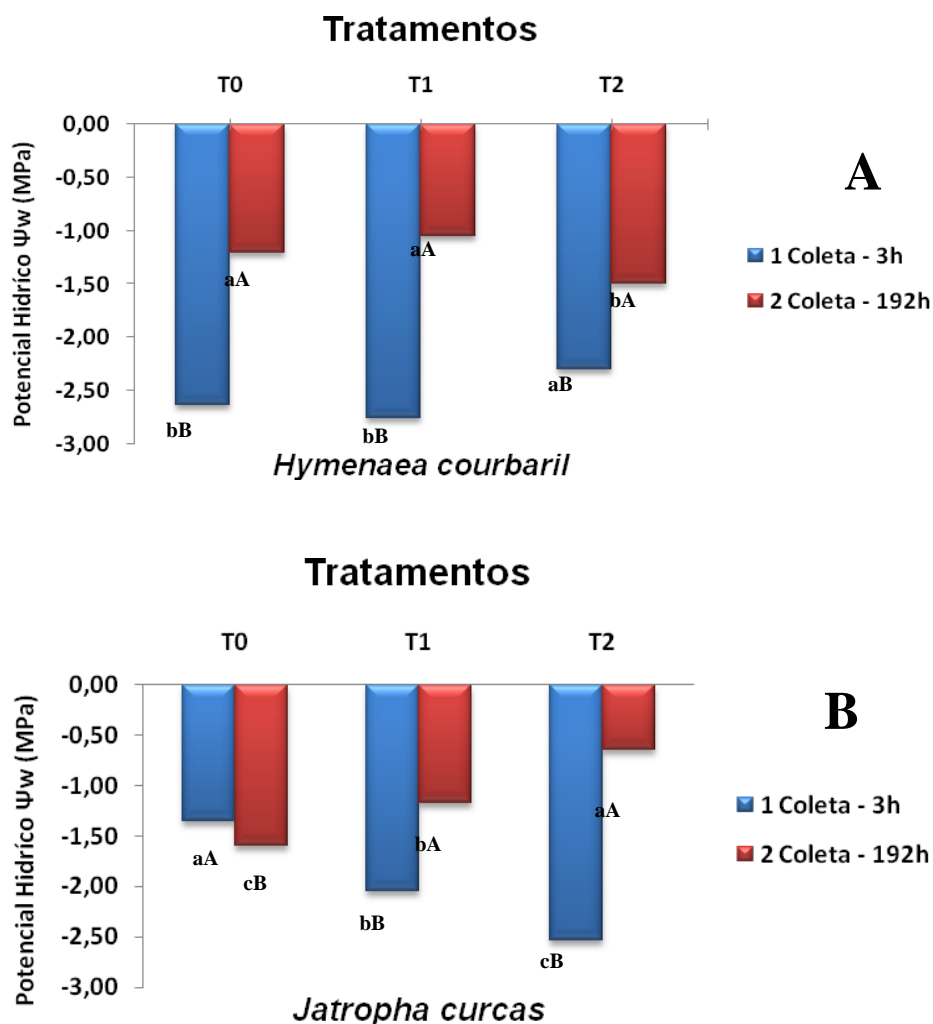 Tratamentos
T0 T1 T2
0,00
-0,50
-1,00
-1,50
-2,00
-2,50
-3,00
Potencial Hidríco Ψw (MPa)
bB aA bB aA aB bA
A
1 Coleta - 3h
2 Coleta - 192h
Hymenaea courbaril
Tratamentos
T0 T1 T2
0,00
-0,50
-1,00
-1,50
-2,00
-2,50
-3,00
Potencial Hidríco Ψw (MPa)
aA cB bB bA cB aA
B
1 Coleta - 3h
2 Coleta - 192h
Jatropha curcas